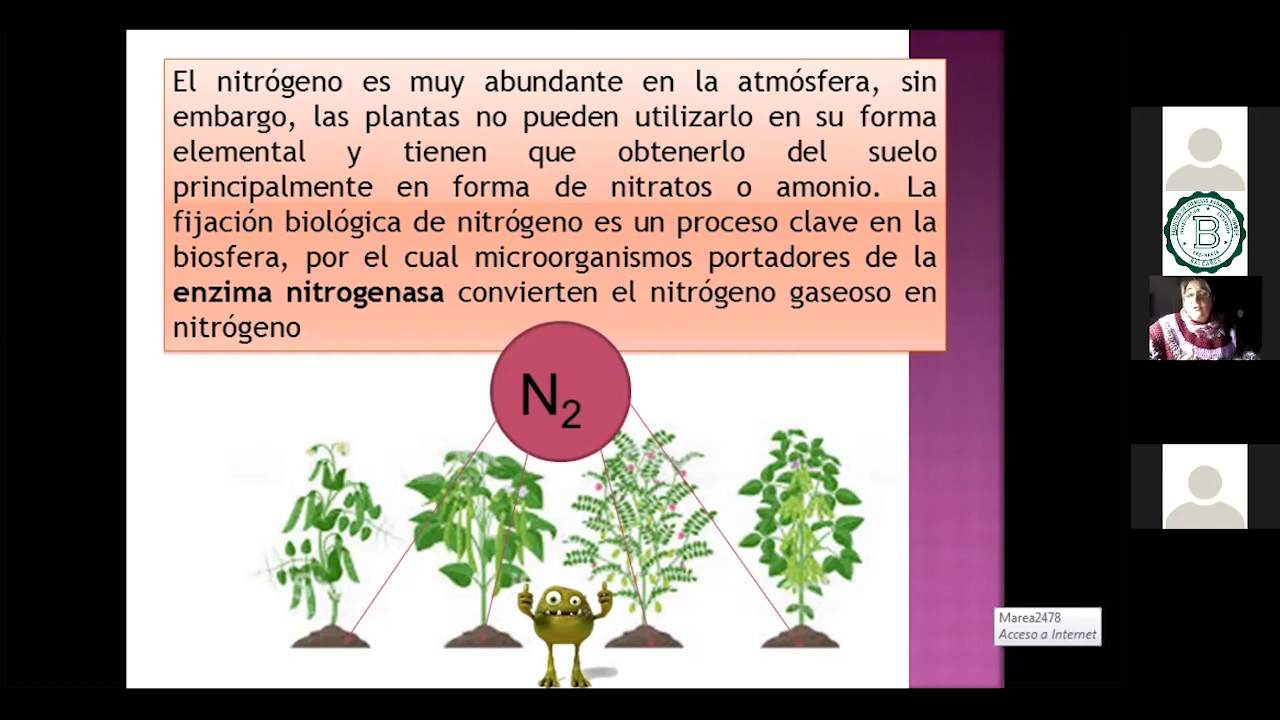 El nitrógeno es muy abundante en la atmósfera, sin
embargo, las plantas no pueden utilizarlo en su forma
elemental y tienen que obtenerlo del suelo
principalmente en forma de nitratos o amonio. La
fijación biológica de nitrógeno es un proceso clave en la
biosfera, por el cual microorganismos portadores de la
enzima nitrogenasa convierten el nitrógeno gaseoso en
nitrógeno
N2
B
BALCARCE
Marea2478
Acceso a Internet